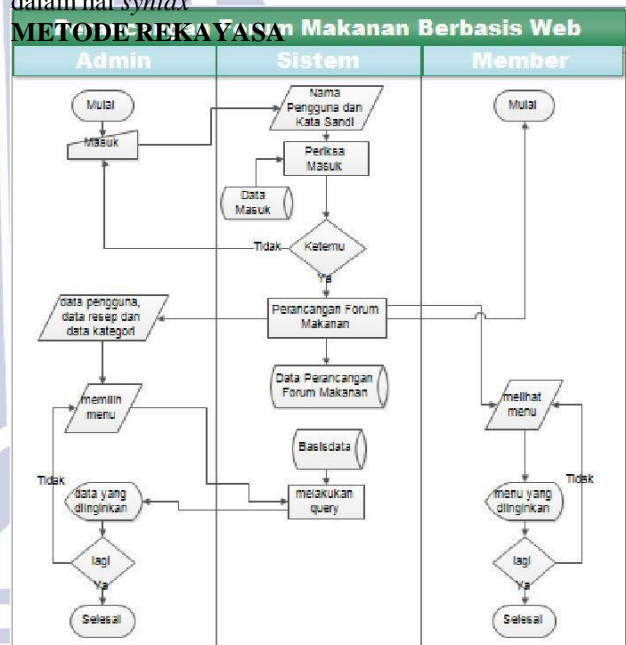 dalam hal syntax
METODE REKAYASA
Perancangan Forum Makanan Berbasis Web
Admin
Sistem
Member
Mulai
Nama
Pengguna dan
Kata Sandi
Mulai
Masuk
Periksa
Masuk
Data
Masuk
Tidak
Ketemu
Ya
data pengguna,
data resep dan
data kategori
Perancangan Forum
Makanan
Data Perancangan
Forum Makanan
memilih
menu
melihat
menu
Basisdata
Tidak
data yang
diinginkan
melakukan
query
menu yang
diinginkan
Tidak
lagi
Ya
lagi
Ya
Selesai
Selesai